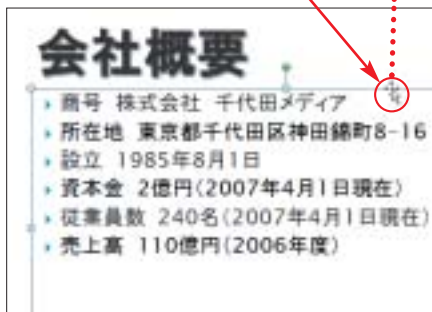 会社概要
商号 株式会社 千代田メディア
所在地 東京都千代田区神田錦町8-16
設立 1985年8月1日
資本金 2億円(2007年4月1日現在)
従業員数 240名(2007年4月1日現在)
売上高 110億円(2006年度)